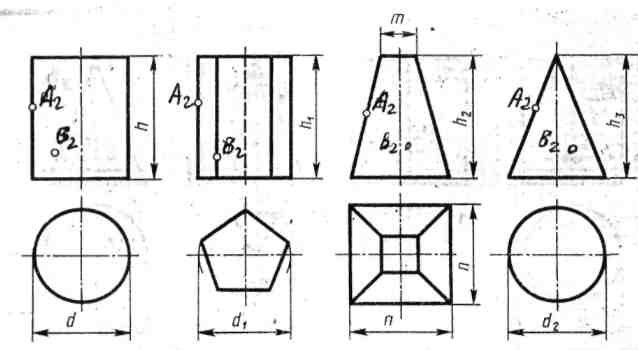 m
A₂
B₂
h
A₂
B₂
h₁
A₂
B₂
h₂
A₂
B₂
h₃
d
d₁
n
n
d₂